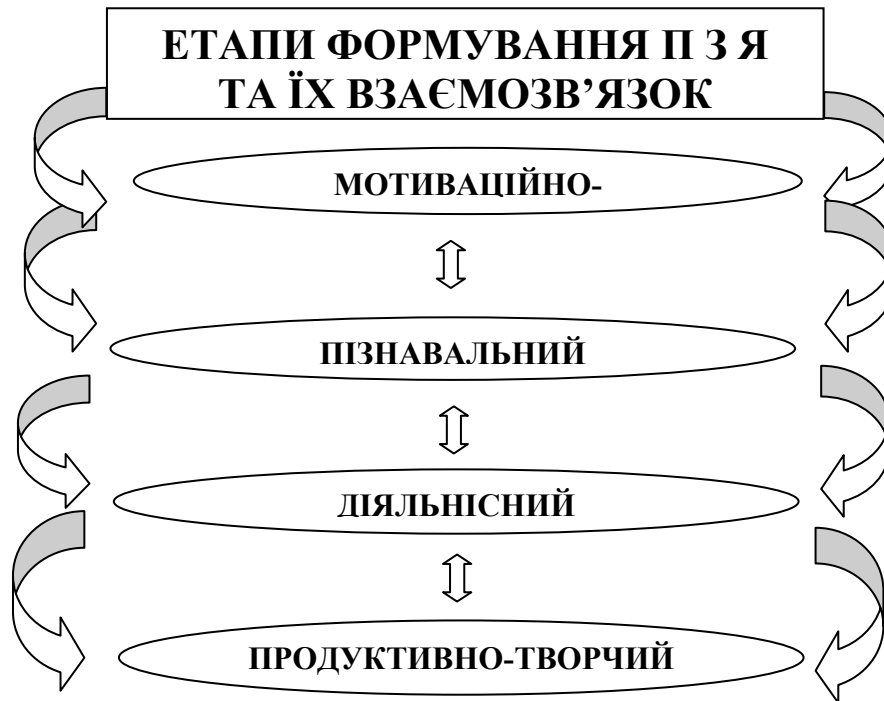 ЕТАПИ ФОРМУВАННЯ П З Я
ТА ЇХ ВЗАЄМОЗВ’ЯЗОК
МОТИВАЦІЙНО-
ПІЗНАВАЛЬНИЙ
ДІЯЛЬНІСНИЙ
ПРОДУКТИВНО-ТВОРЧИЙ